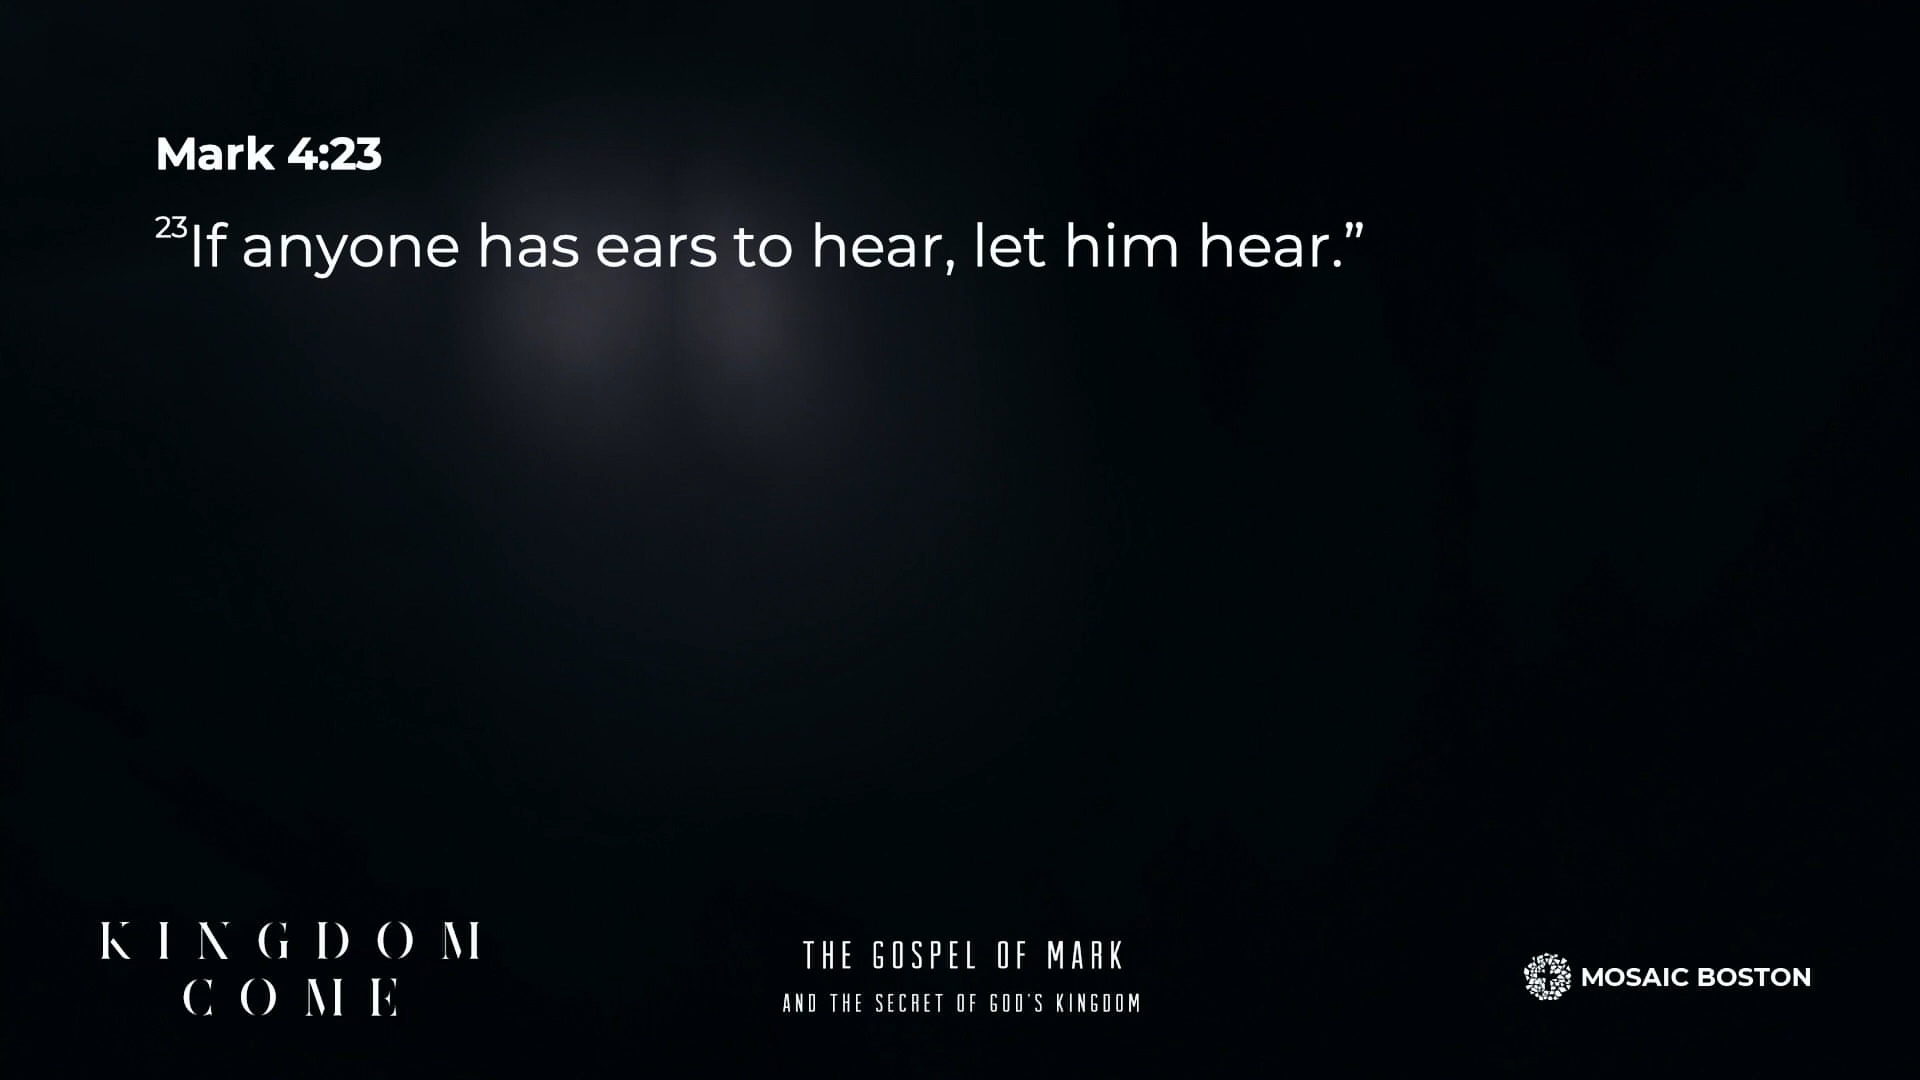 Mark 4:23
23If anyone has ears to hear, let him hear.”
KINGDOM
COME
THE GOSPEL OF MARK
AND THE SECRET OF GOD'S KINGDOM
MOSAIC BOSTON